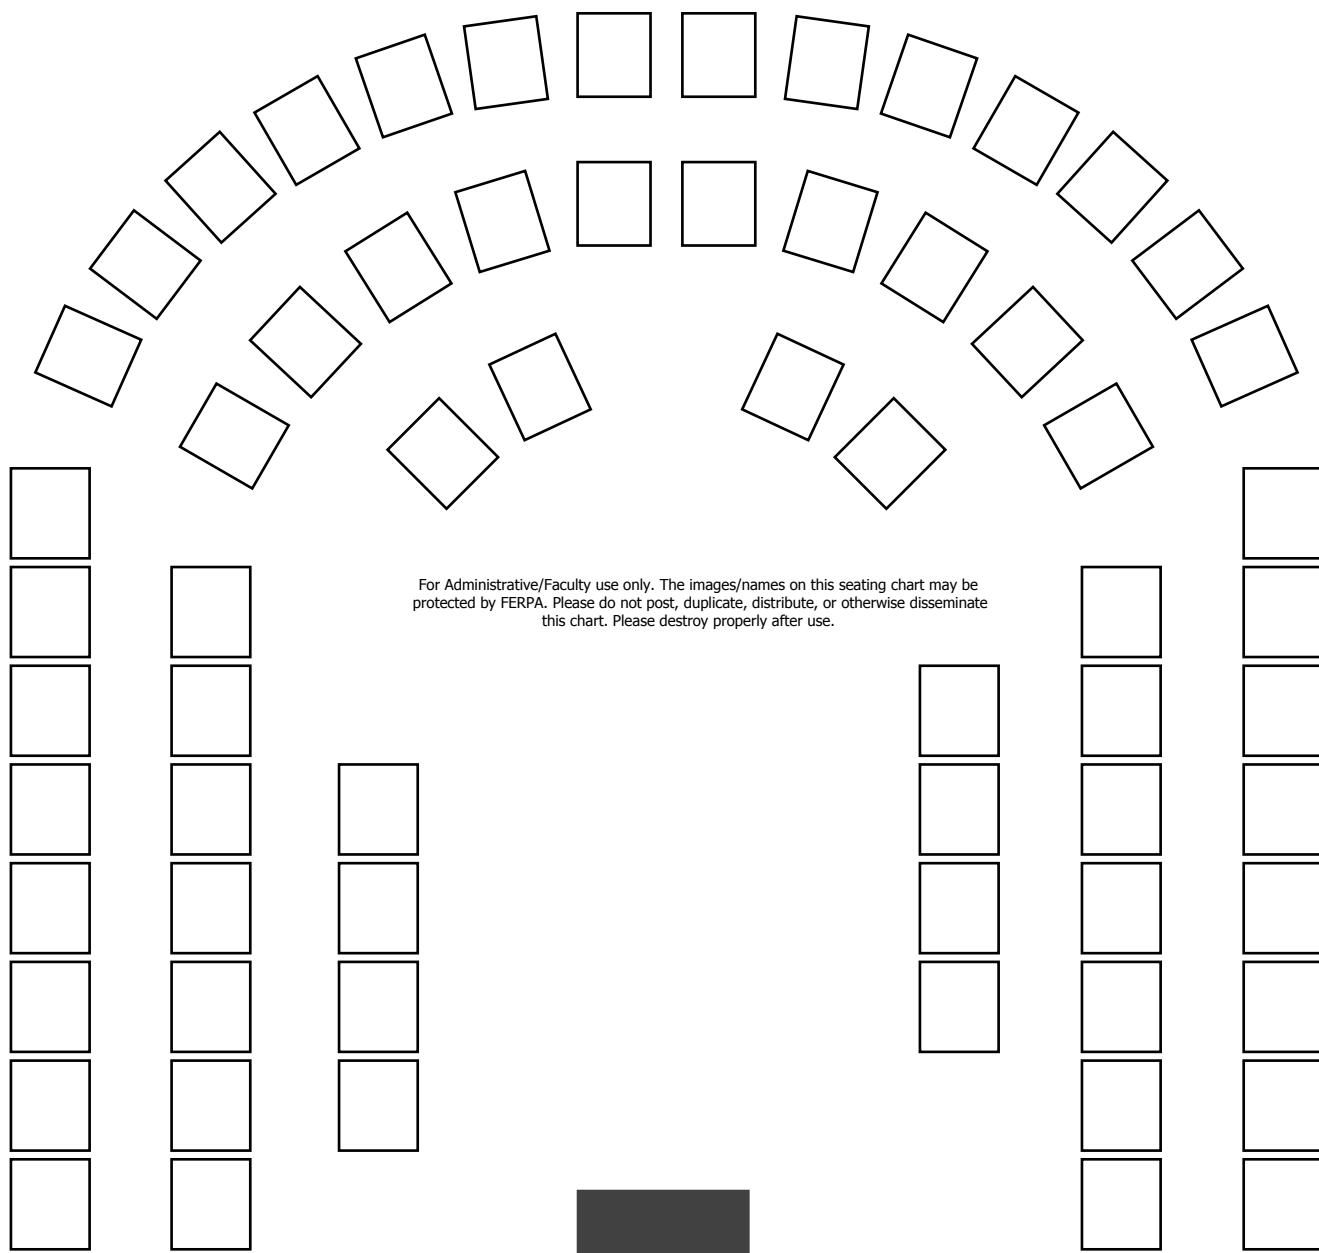 For Administrative/Faculty use only. The images/names on this seating chart may be
protected by FERPA. Please do not post, duplicate, distribute, or otherwise disseminate
this chart. Please destroy properly after use.